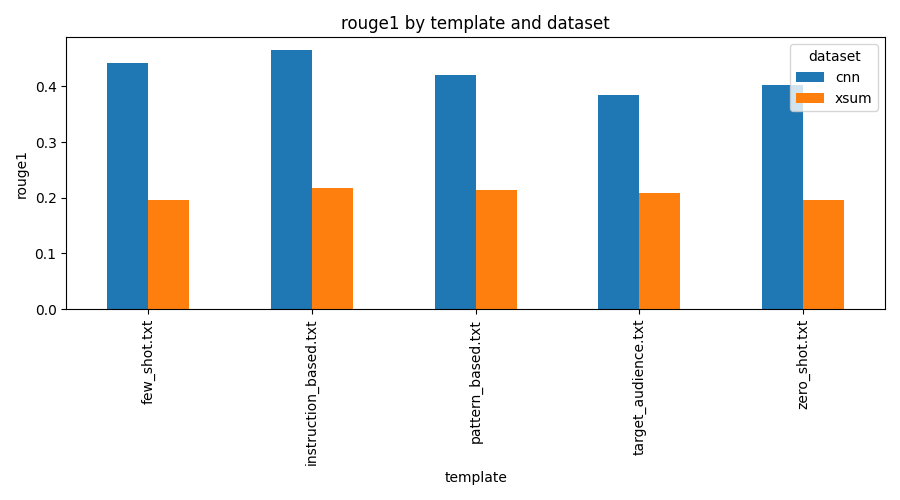 rouge1 by template and dataset
dataset
cnn
xsum
rouge1
0.4
0.3
0.2
0.1
0.0
few_shot.txt
instruction_based.txt
pattern_based.txt
target_audience.txt
zero_shot.txt
template